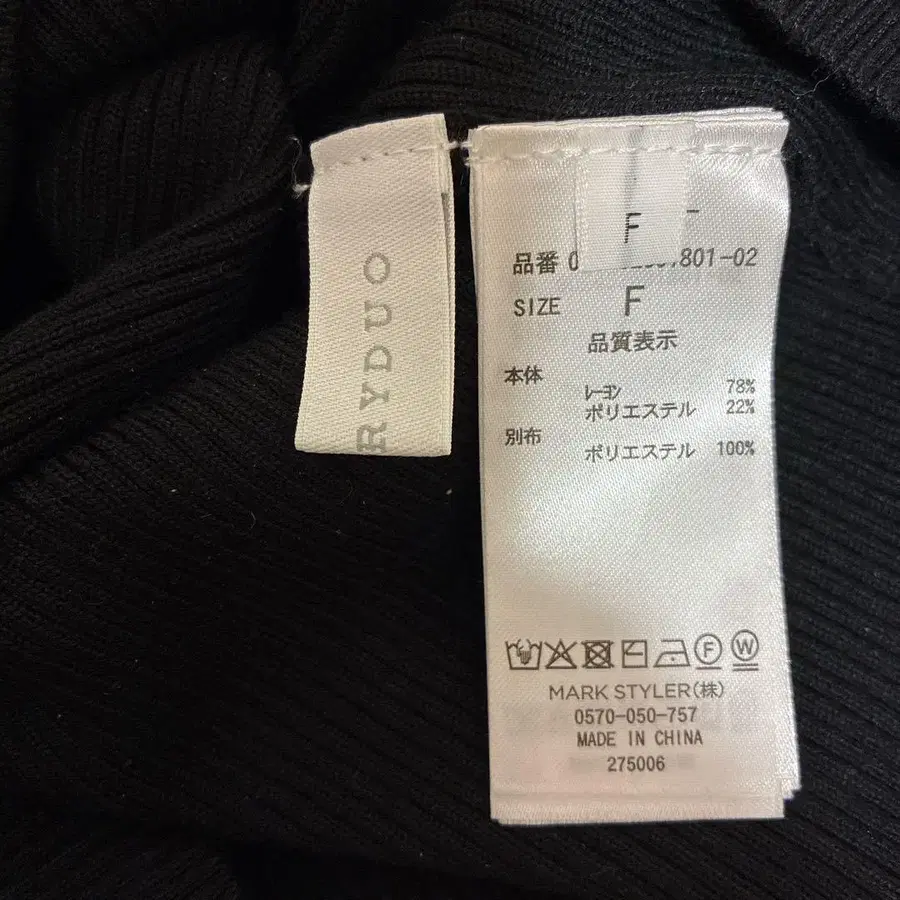 RYDUO
F
品番 0 801-02
SIZE F
品質表示
本体
レーヨン 78%
ポリエステル 22%
別布
ポリエステル 100%
F W
MARK STYLER(株)
0570-050-757
MADE IN CHINA
275006